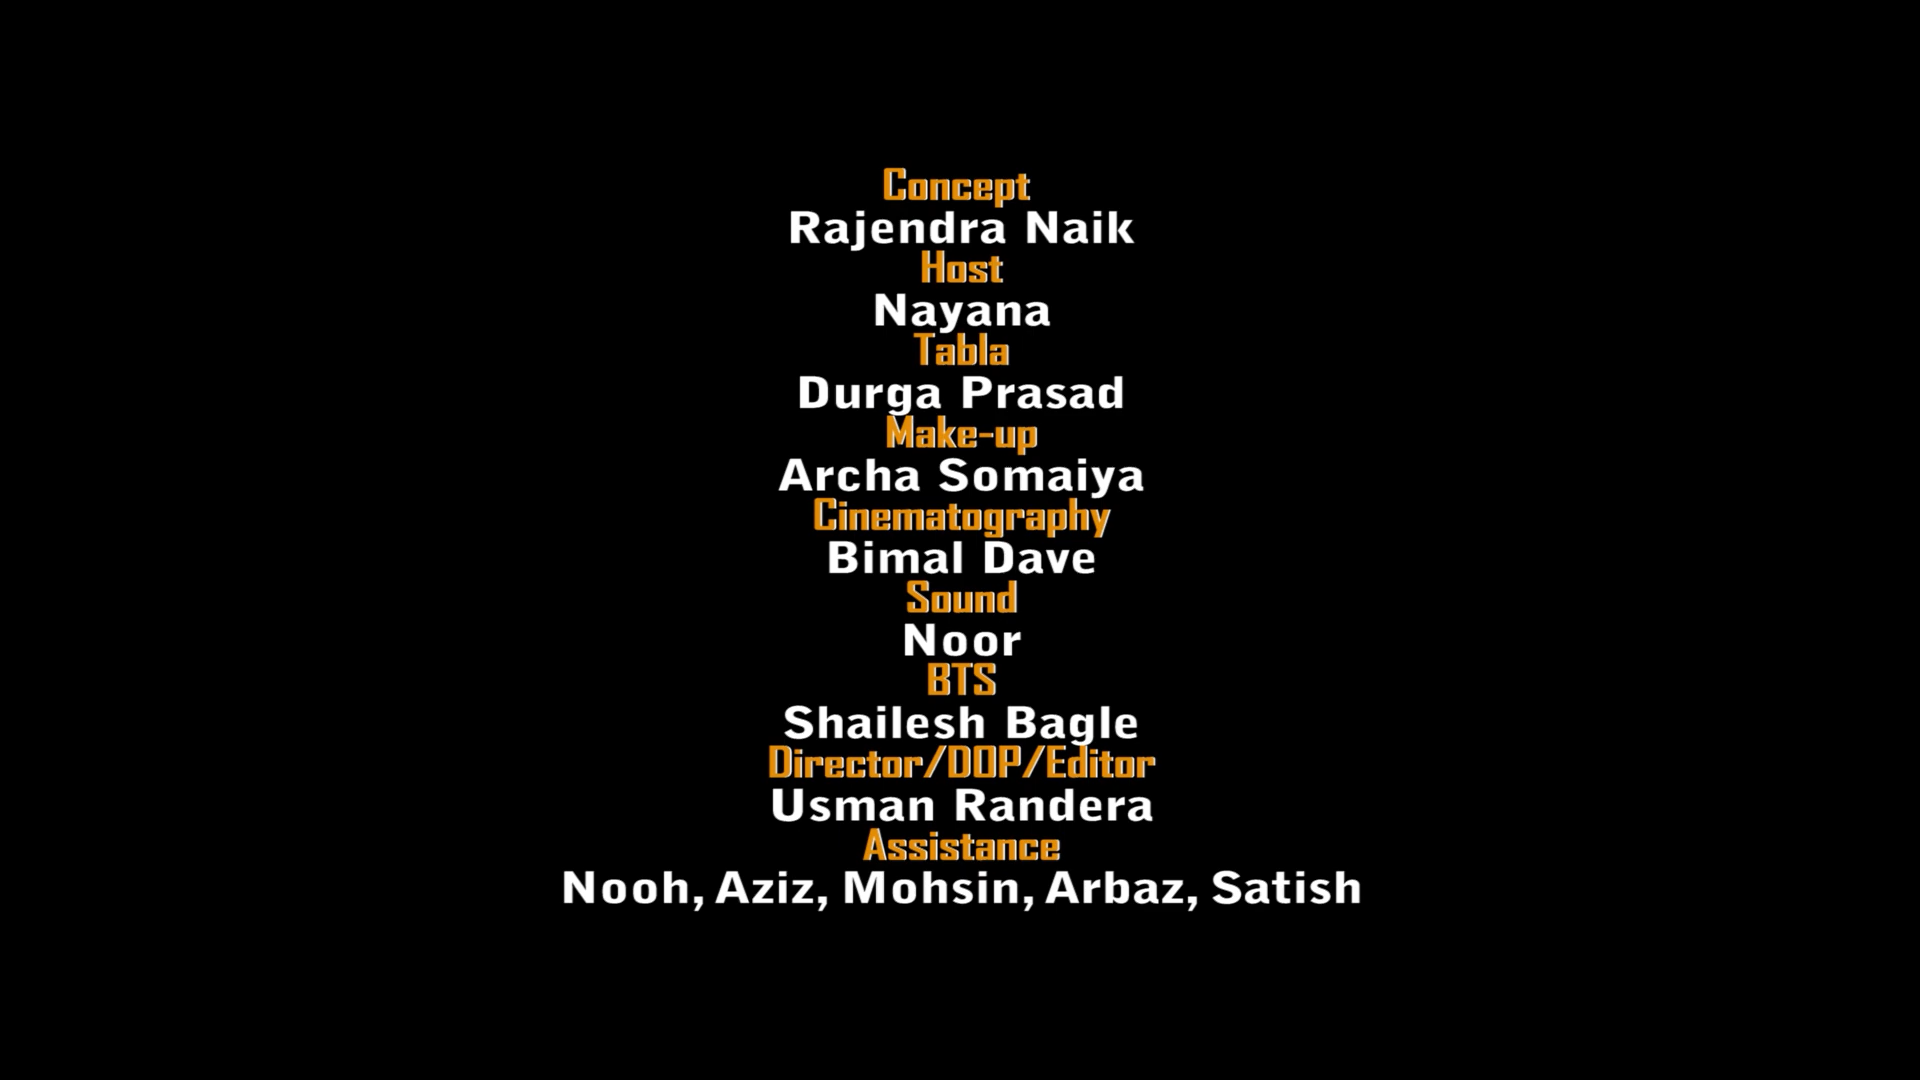 Concept
Rajendra Naik
Host
Nayana
Tabla
Durga Prasad
Make-up
Archa Somaiya
Cinematography
Bimal Dave
Sound
Noor
BTS
Shailesh Bagle
Director/DOP/Editor
Usman Randera
Assistance
Nooh, Aziz, Mohsin, Arbaz, Satish